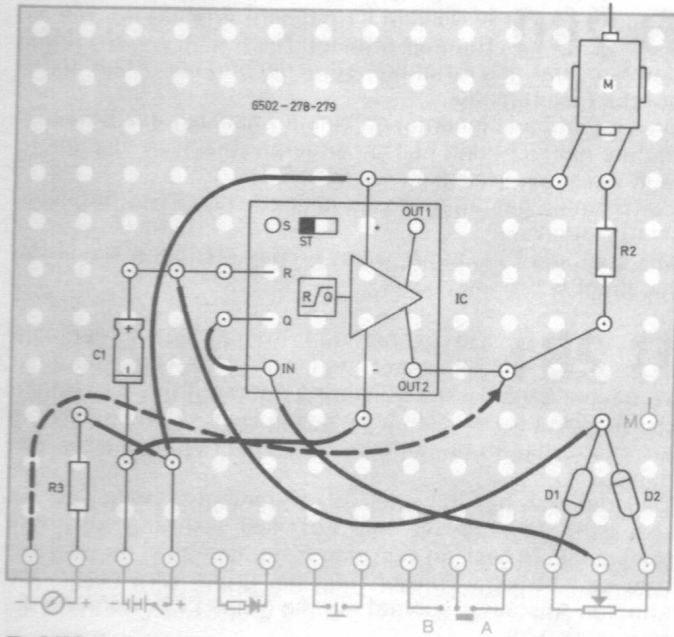 M
6502-278-279
S
ST
+
OUT1
R2
R
R Q
IC
Q
+
C1
-
IN
-
OUT2
M
R3
D1
D2
- + - +
B A